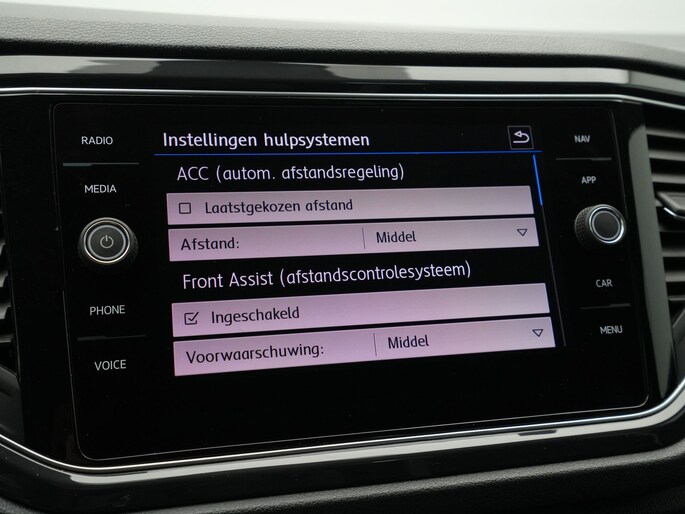 RADIO
MEDIA
PHONE
VOICE
Instellingen hulpsystemen
ACC (autom. afstandsregeling)
Laatstgekozen afstand
Afstand: Middel
Front Assist (afstandscontrolesysteem)
Ingeschakeld
Voorwaarschuwing: Middel
NAV
APP
CAR
MENU